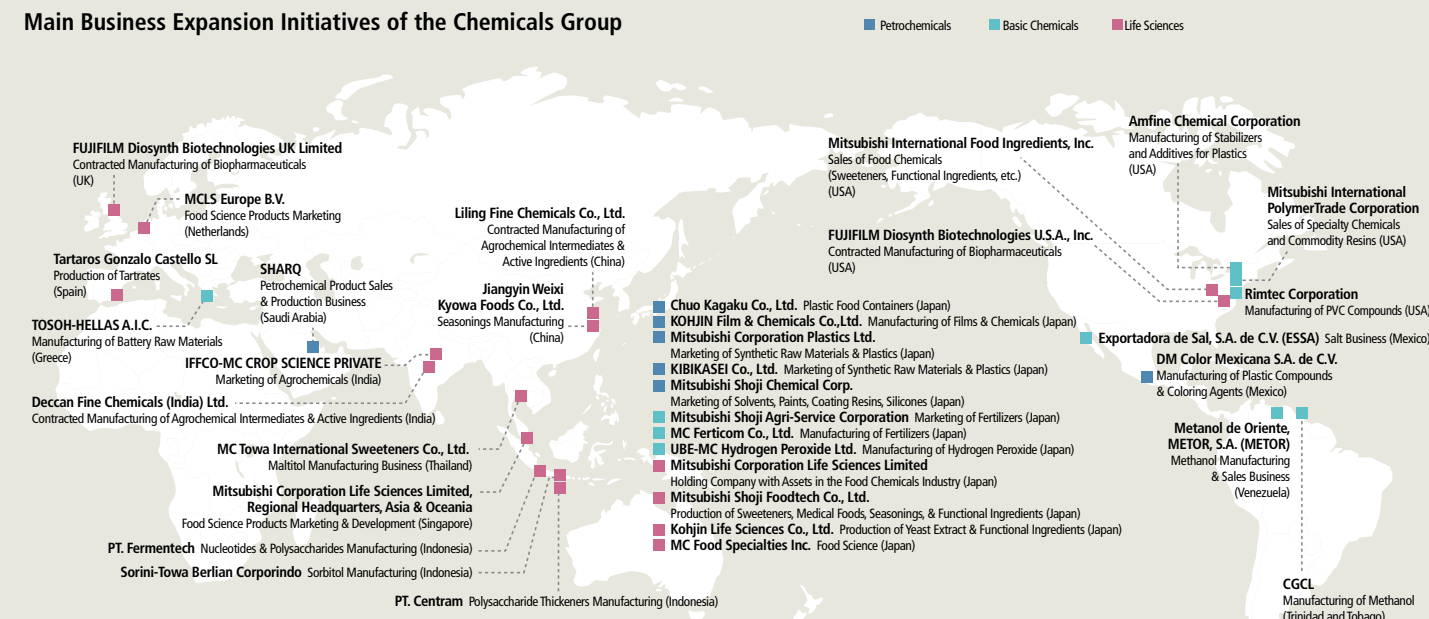 Main Business Expansion Initiatives of the Chemicals Group
Petrochemicals
Basic Chemicals
Life Sciences
FUJIFILM Diosynth Biotechnologies UK Limited
Contracted Manufacturing of Biopharmaceuticals
(UK)
MCLS Europe B.V.
Food Science Products Marketing
(Netherlands)
Tartaros Gonzalo Castello SL
Production of Tartrates
(Spain)
SHARQ
Petrochemical Product Sales
& Production Business
(Saudi Arabia)
TOSOH-HELLAS A.I.C.
Manufacturing of Battery Raw Materials
(Greece)
IFFCO-MC CROP SCIENCE PRIVATE
Marketing of Agrochemicals (India)
Deccan Fine Chemicals (India) Ltd.
Contracted Manufacturing of Agrochemical Intermediates & Active Ingredients (India)
Liling Fine Chemicals Co., Ltd.
Contracted Manufacturing of
Agrochemical Intermediates &
Active Ingredients (China)
Jiangyin Weixi
Kyowa Foods Co., Ltd.
Seasonings Manufacturing
(China)
MC Towa International Sweeteners Co., Ltd.
Maltitol Manufacturing Business (Thailand)
Mitsubishi Corporation Life Sciences Limited,
Regional Headquarters, Asia & Oceania
Food Science Products Marketing & Development (Singapore)
PT. Fermentech Nucleotides & Polysaccharides Manufacturing (Indonesia)
Sorini-Towa Berlian Corporindo Sorbitol Manufacturing (Indonesia)
PT. Centram Polysaccharide Thickeners Manufacturing (Indonesia)
Chuo Kagaku Co., Ltd. Plastic Food Containers (Japan)
KOHJIN Film & Chemicals Co.,Ltd. Manufacturing of Films & Chemicals (Japan)
Mitsubishi Corporation Plastics Ltd.
Marketing of Synthetic Raw Materials & Plastics (Japan)
KIBIKASEI Co., Ltd. Marketing of Synthetic Raw Materials & Plastics (Japan)
Mitsubishi Shoji Chemical Corp.
Marketing of Solvents, Paints, Coating Resins, Silicones (Japan)
Mitsubishi Shoji Agri-Service Corporation Marketing of Fertilizers (Japan)
MC Ferticom Co., Ltd. Manufacturing of Fertilizers (Japan)
UBE-MC Hydrogen Peroxide Ltd. Manufacturing of Hydrogen Peroxide (Japan)
Mitsubishi Corporation Life Sciences Limited
Holding Company with Assets in the Food Chemicals Industry (Japan)
Mitsubishi Shoji Foodtech Co., Ltd.
Production of Sweeteners, Medical Foods, Seasonings, & Functional Ingredients (Japan)
Kohjin Life Sciences Co., Ltd. Production of Yeast Extract & Functional Ingredients (Japan)
MC Food Specialties Inc. Food Science (Japan)
Mitsubishi International Food Ingredients, Inc.
Sales of Food Chemicals
(Sweeteners, Functional Ingredients, etc.)
(USA)
FUJIFILM Diosynth Biotechnologies U.S.A., Inc.
Contracted Manufacturing of Biopharmaceuticals
(USA)
Amfine Chemical Corporation
Manufacturing of Stabilizers
and Additives for Plastics
(USA)
Mitsubishi International
PolymerTrade Corporation
Sales of Specialty Chemicals
and Commodity Resins (USA)
Rimtec Corporation
Manufacturing of PVC Compounds (USA)
Exportadora de Sal, S.A. de C.V. (ESSA) Salt Business (Mexico)
DM Color Mexicana S.A. de C.V.
Manufacturing of Plastic Compounds
& Coloring Agents (Mexico)
Metanol de Oriente,
METOR, S.A. (METOR)
Methanol Manufacturing
& Sales Business
(Venezuela)
CGCL
Manufacturing of Methanol
(Trinidad and Tobago)